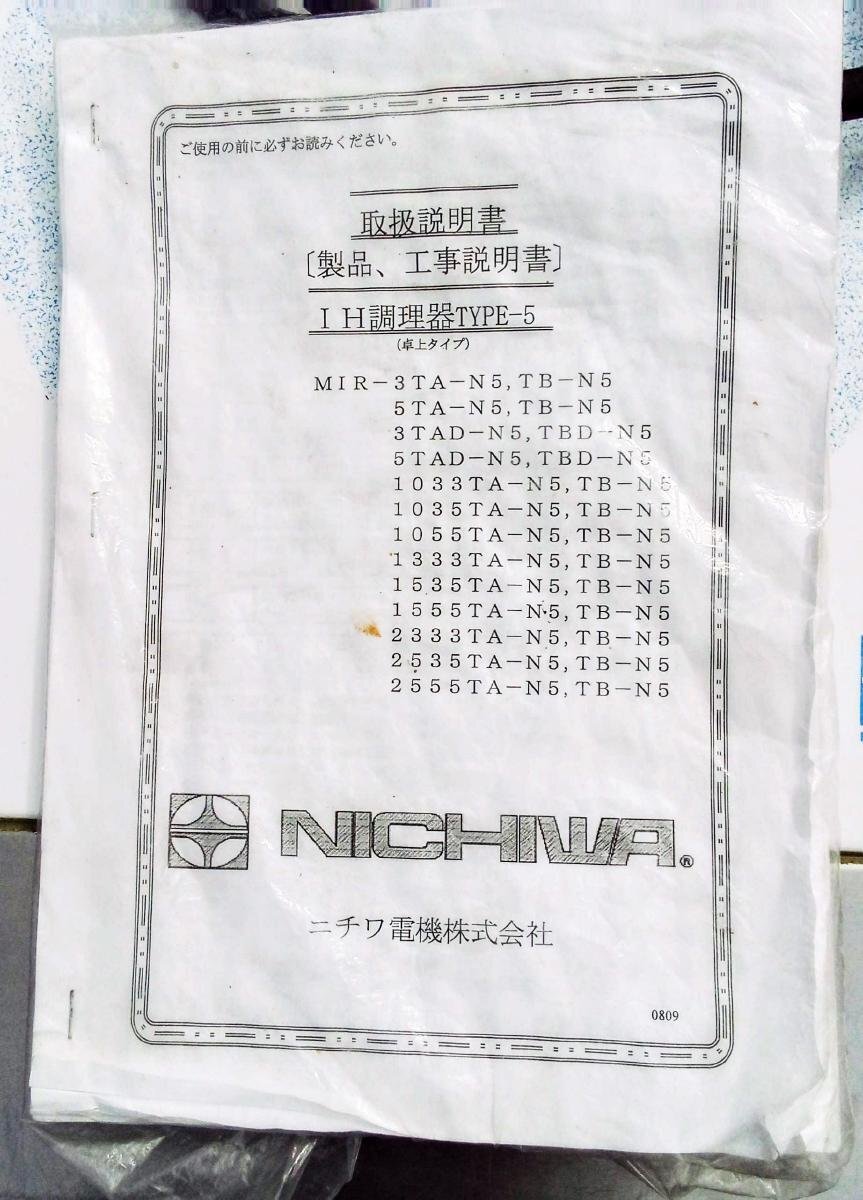 ご使用の前に必ずお読みください。
取扱説明書
〔製品、工事説明書〕
ＩＨ調理器TYPE-5
(卓上タイプ)
ＭＩＲ－３ＴＡ－Ｎ５，ＴＢ－Ｎ５
５ＴＡ－Ｎ５，ＴＢ－Ｎ５
３ＴＡＤ－Ｎ５，ＴＢＤ－Ｎ５
５ＴＡＤ－Ｎ５，ＴＢＤ－Ｎ５
１０３３ＴＡ－Ｎ５，ＴＢ－Ｎ５
１０３５ＴＡ－Ｎ５，ＴＢ－Ｎ５
１０５５ＴＡ－Ｎ５，ＴＢ－Ｎ５
１３３３ＴＡ－Ｎ５，ＴＢ－Ｎ５
１５３５ＴＡ－Ｎ５，ＴＢ－Ｎ５
１５５５ＴＡ－Ｎ５，ＴＢ－Ｎ５
２３３３ＴＡ－Ｎ５，ＴＢ－Ｎ５
２５３５ＴＡ－Ｎ５，ＴＢ－Ｎ５
２５５５ＴＡ－Ｎ５，ＴＢ－Ｎ５
NICHIWA®
ニチワ電機株式会社
0809